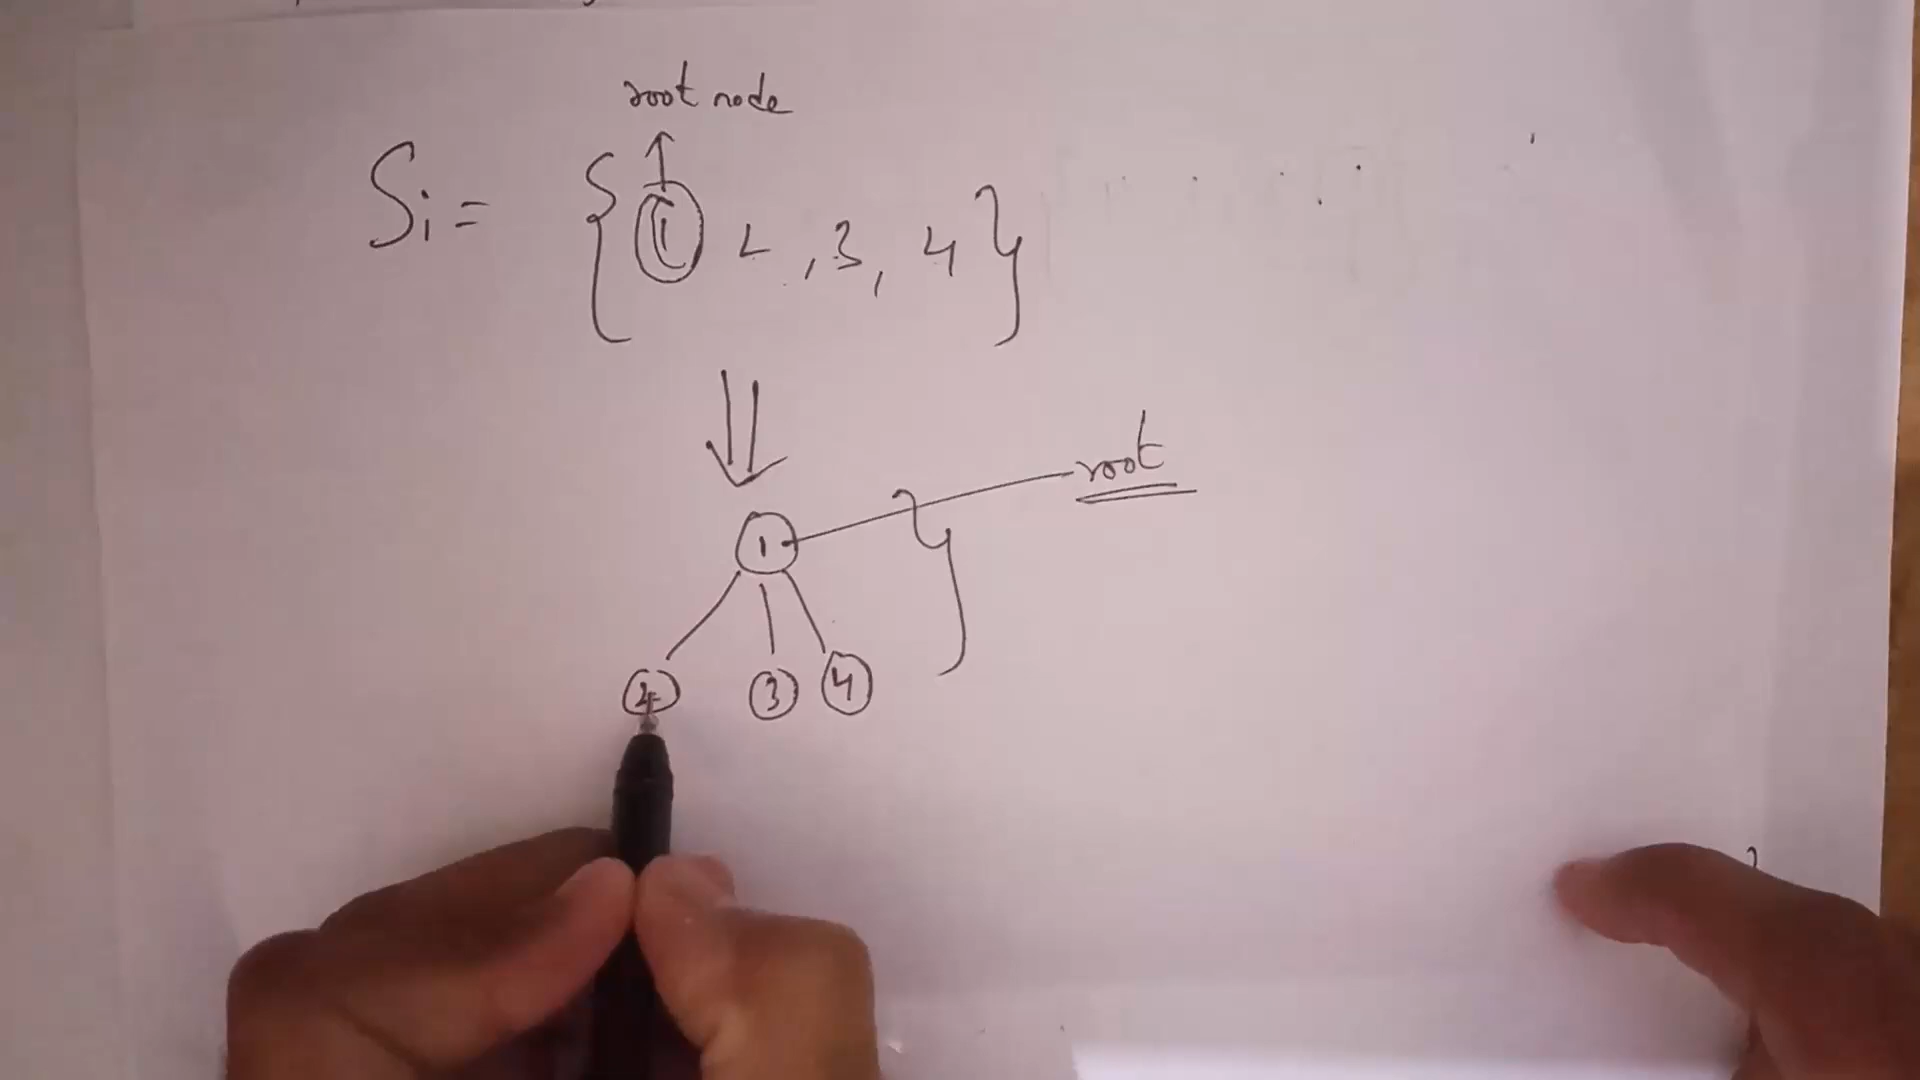 root node
Si = { 1 2 , 3 , 4 }
root
1
2 3 4